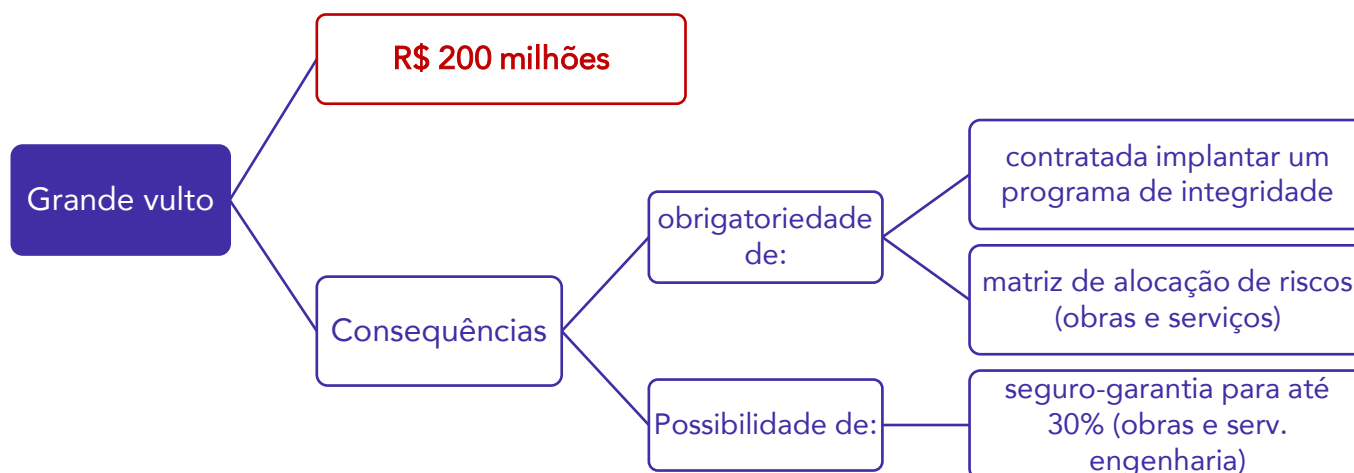 R$ 200 milhões
Grande vulto
Consequências
obrigatoriedade
de:
contratada implantar um
programa de integridade
matriz de alocação de riscos
(obras e serviços)
Possibilidade de:
seguro-garantia para até
30% (obras e serv.
engenharia)